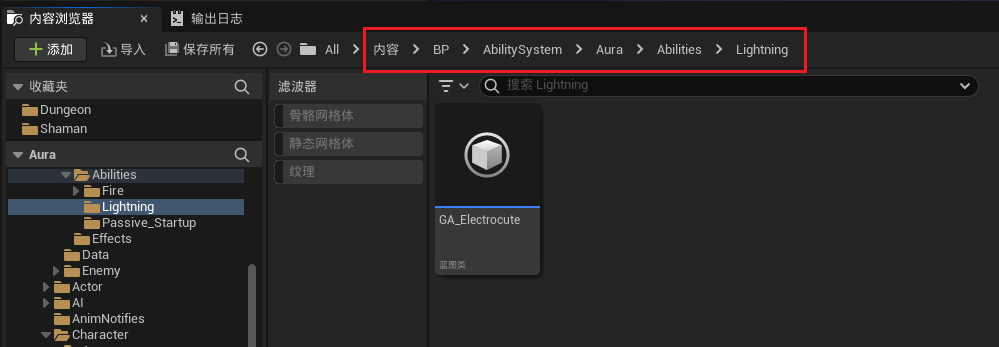 内容浏览器
输出日志
添加
导入
保存所有
All
内容
BP
AbilitySystem
Aura
Abilities
Lightning
收藏夹
Dungeon
Shaman
Aura
Abilities
Fire
Lightning
Passive_Startup
Effects
Data
Enemy
Actor
AI
AnimNotifies
Character
滤波器
骨骼网格体
静态网格体
纹理
搜索 Lightning
GA_Electrocute
蓝图类